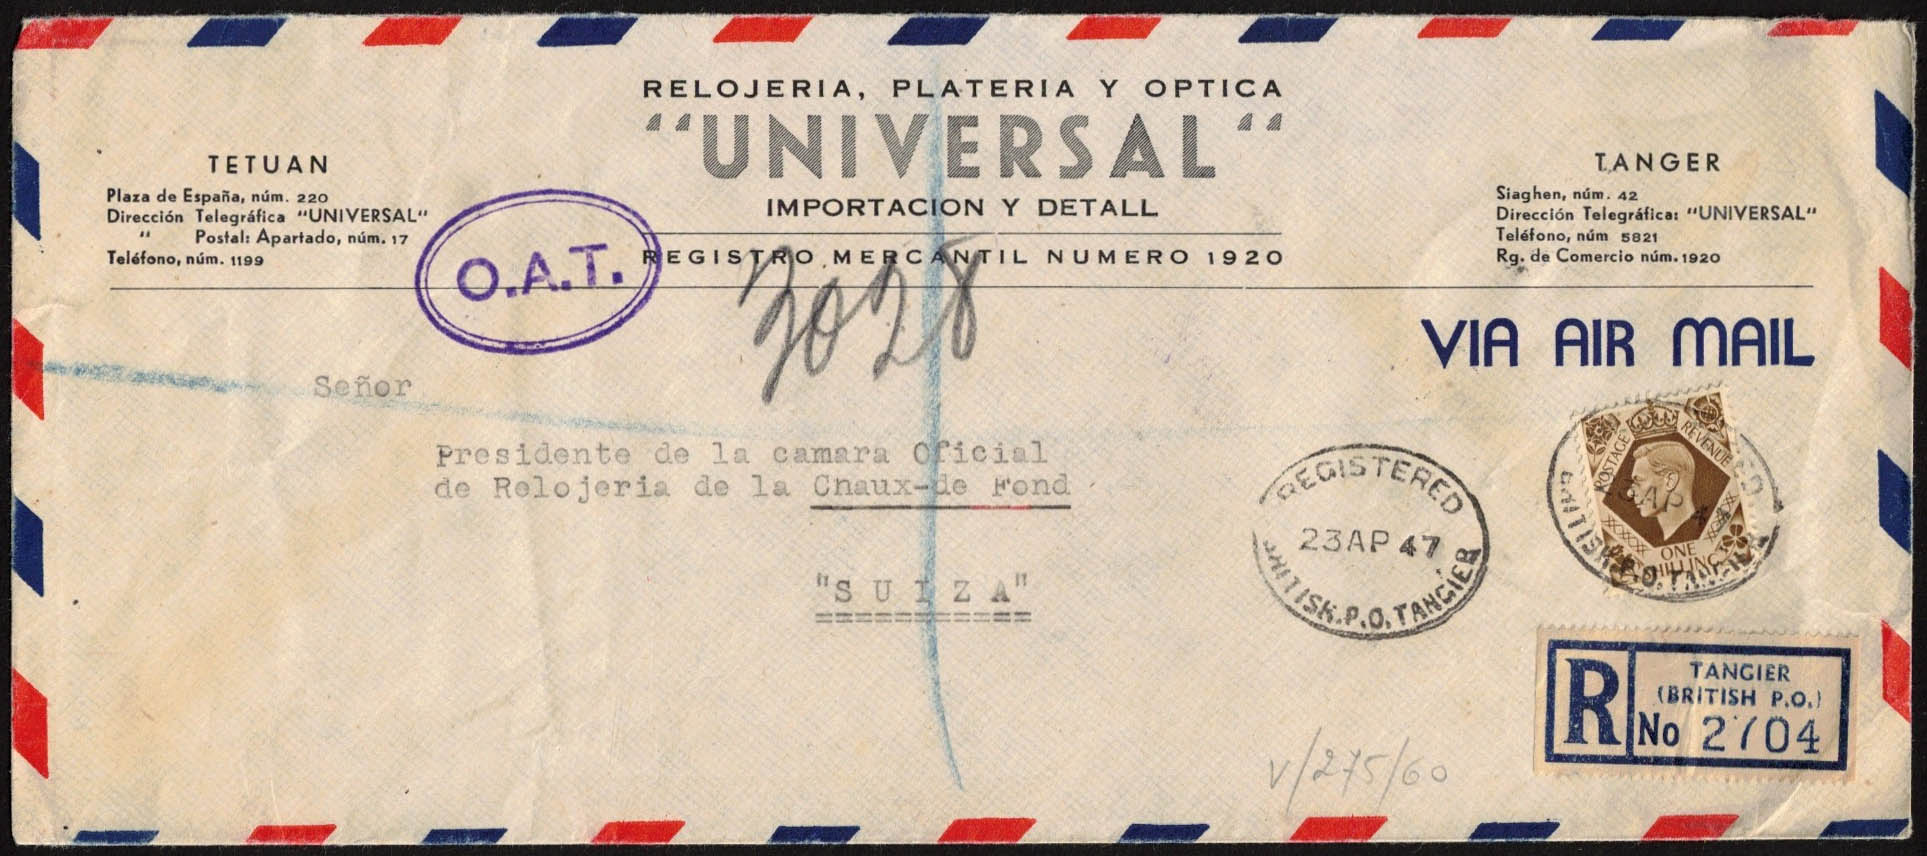 RELOJERIA, PLATERIA Y OPTICA
"UNIVERSAL"
IMPORTACION Y DETALL
REGISTRO MERCANTIL NUMERO 1920
TETUAN
Plaza de España, núm. 220
Dirección Telegráfica "UNIVERSAL"
" Postal: Apartado, núm. 17
Teléfono, núm. 1199
TANGER
Siaghen, núm. 42
Dirección Telegráfica: "UNIVERSAL"
Teléfono, núm 5821
Rg. de Comercio núm. 1920
O.A.T.
3028
VIA AIR MAIL
Señor
Presidente de la camara Oficial
de Relojeria de la Chaux-de Fond
"SUIZA"
REGISTERED
23 AP 47
BRITISH.P.O.TANGIER
POSTAGE REVENUE
ONE
SHILLING
BRITISH.P.O.TANGIER
R
TANGIER
(BRITISH P.O.)
No 2704
V/275/60